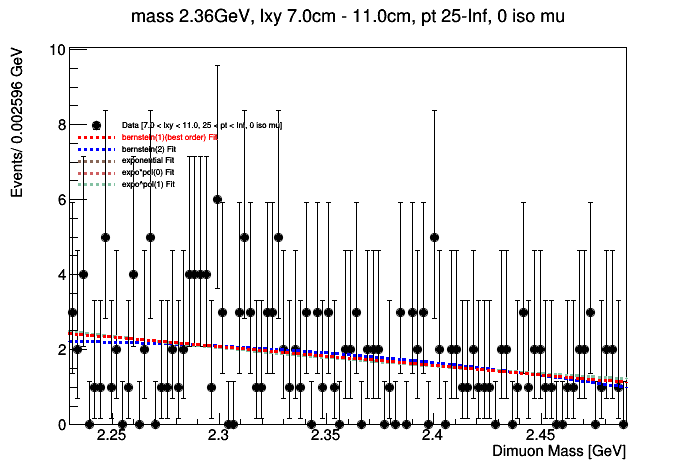 mass 2.36GeV, lxy 7.0cm - 11.0cm, pt 25-Inf, 0 iso mu
Events/ 0.002596 GeV
10
8
6
4
2
0
Data [7.0 < lxy < 11.0, 25 < pt < Inf, 0 iso mu]
bernstein(1)(best order) Fit
bernstein(2) Fit
exponential Fit
expo*pol(0) Fit
expo*pol(1) Fit
2.25 2.3 2.35 2.4 2.45
Dimuon Mass [GeV]